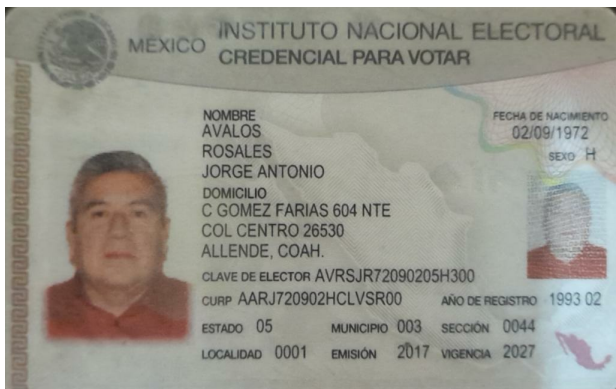 MÉXICO INSTITUTO NACIONAL ELECTORAL
CREDENCIAL PARA VOTAR
NOMBRE
AVALOS
ROSALES
JORGE ANTONIO
FECHA DE NACIMIENTO
02/09/1972
SEXO H
DOMICILIO
C GOMEZ FARIAS 604 NTE
COL CENTRO 26530
ALLENDE, COAH.
CLAVE DE ELECTOR AVRSJR72090205H300
CURP AARJ720902HCLVSR00 AÑO DE REGISTRO 1993 02
ESTADO 05 MUNICIPIO 003 SECCIÓN 0044
LOCALIDAD 0001 EMISIÓN 2017 VIGENCIA 2027